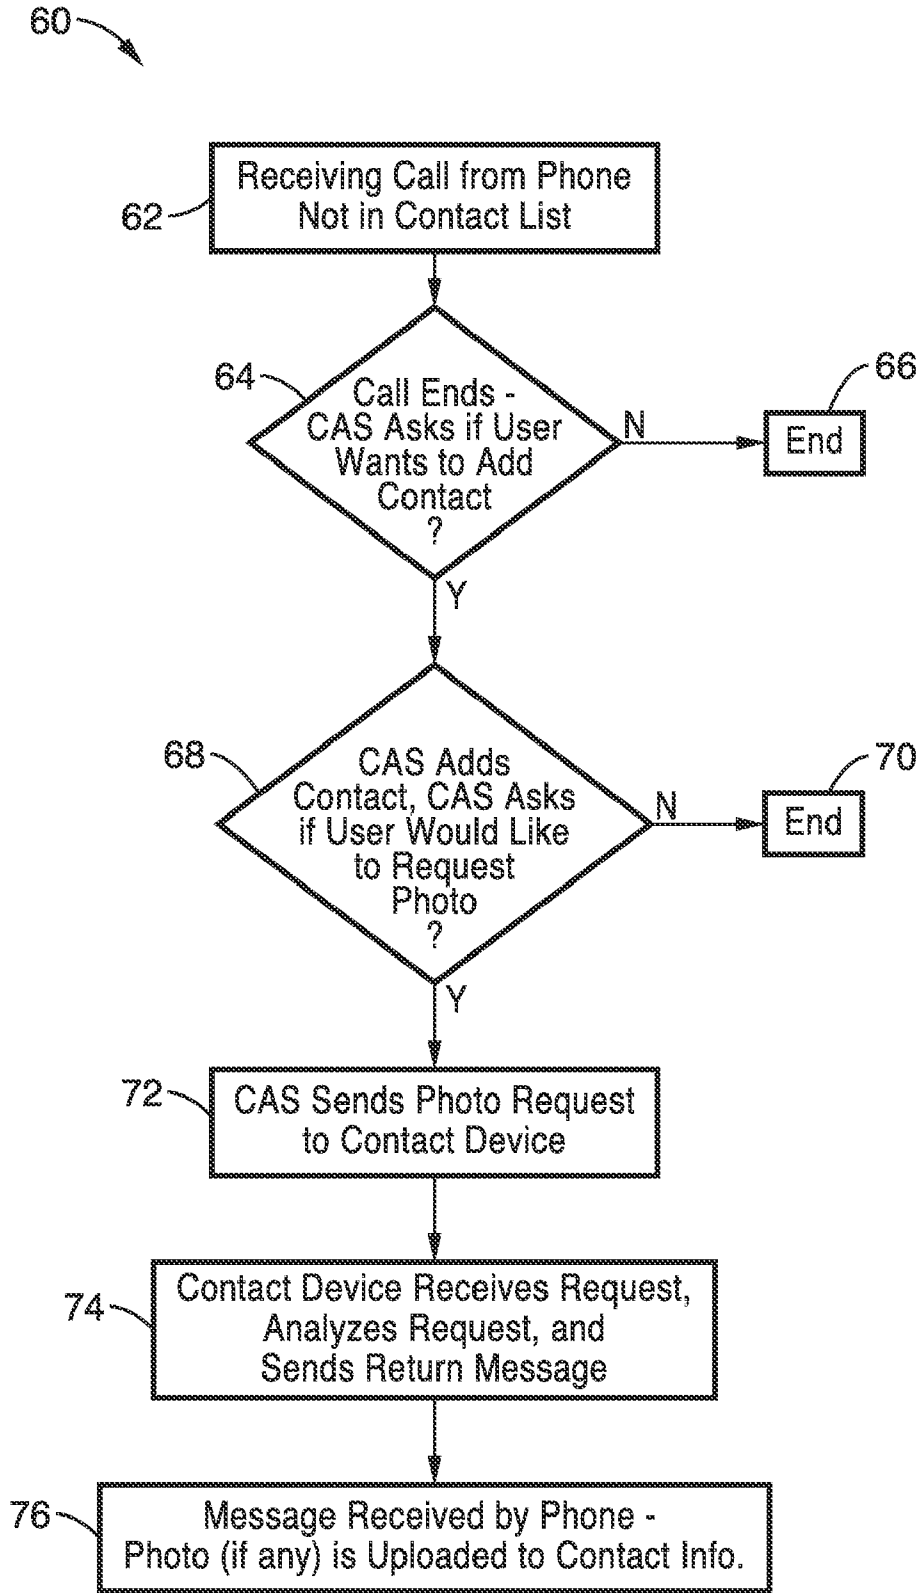 60
Receiving Call from Phone
Not in Contact List
62
64
Call Ends -
CAS Asks if User
Wants to Add
Contact
?
N
66
End
Y
68
CAS Adds
Contact, CAS Asks
if User Would Like
to Request
Photo
?
N
70
End
Y
72
CAS Sends Photo Request
to Contact Device
74
Contact Device Receives Request,
Analyzes Request, and
Sends Return Message
76
Message Received by Phone -
Photo (if any) is Uploaded to Contact Info.